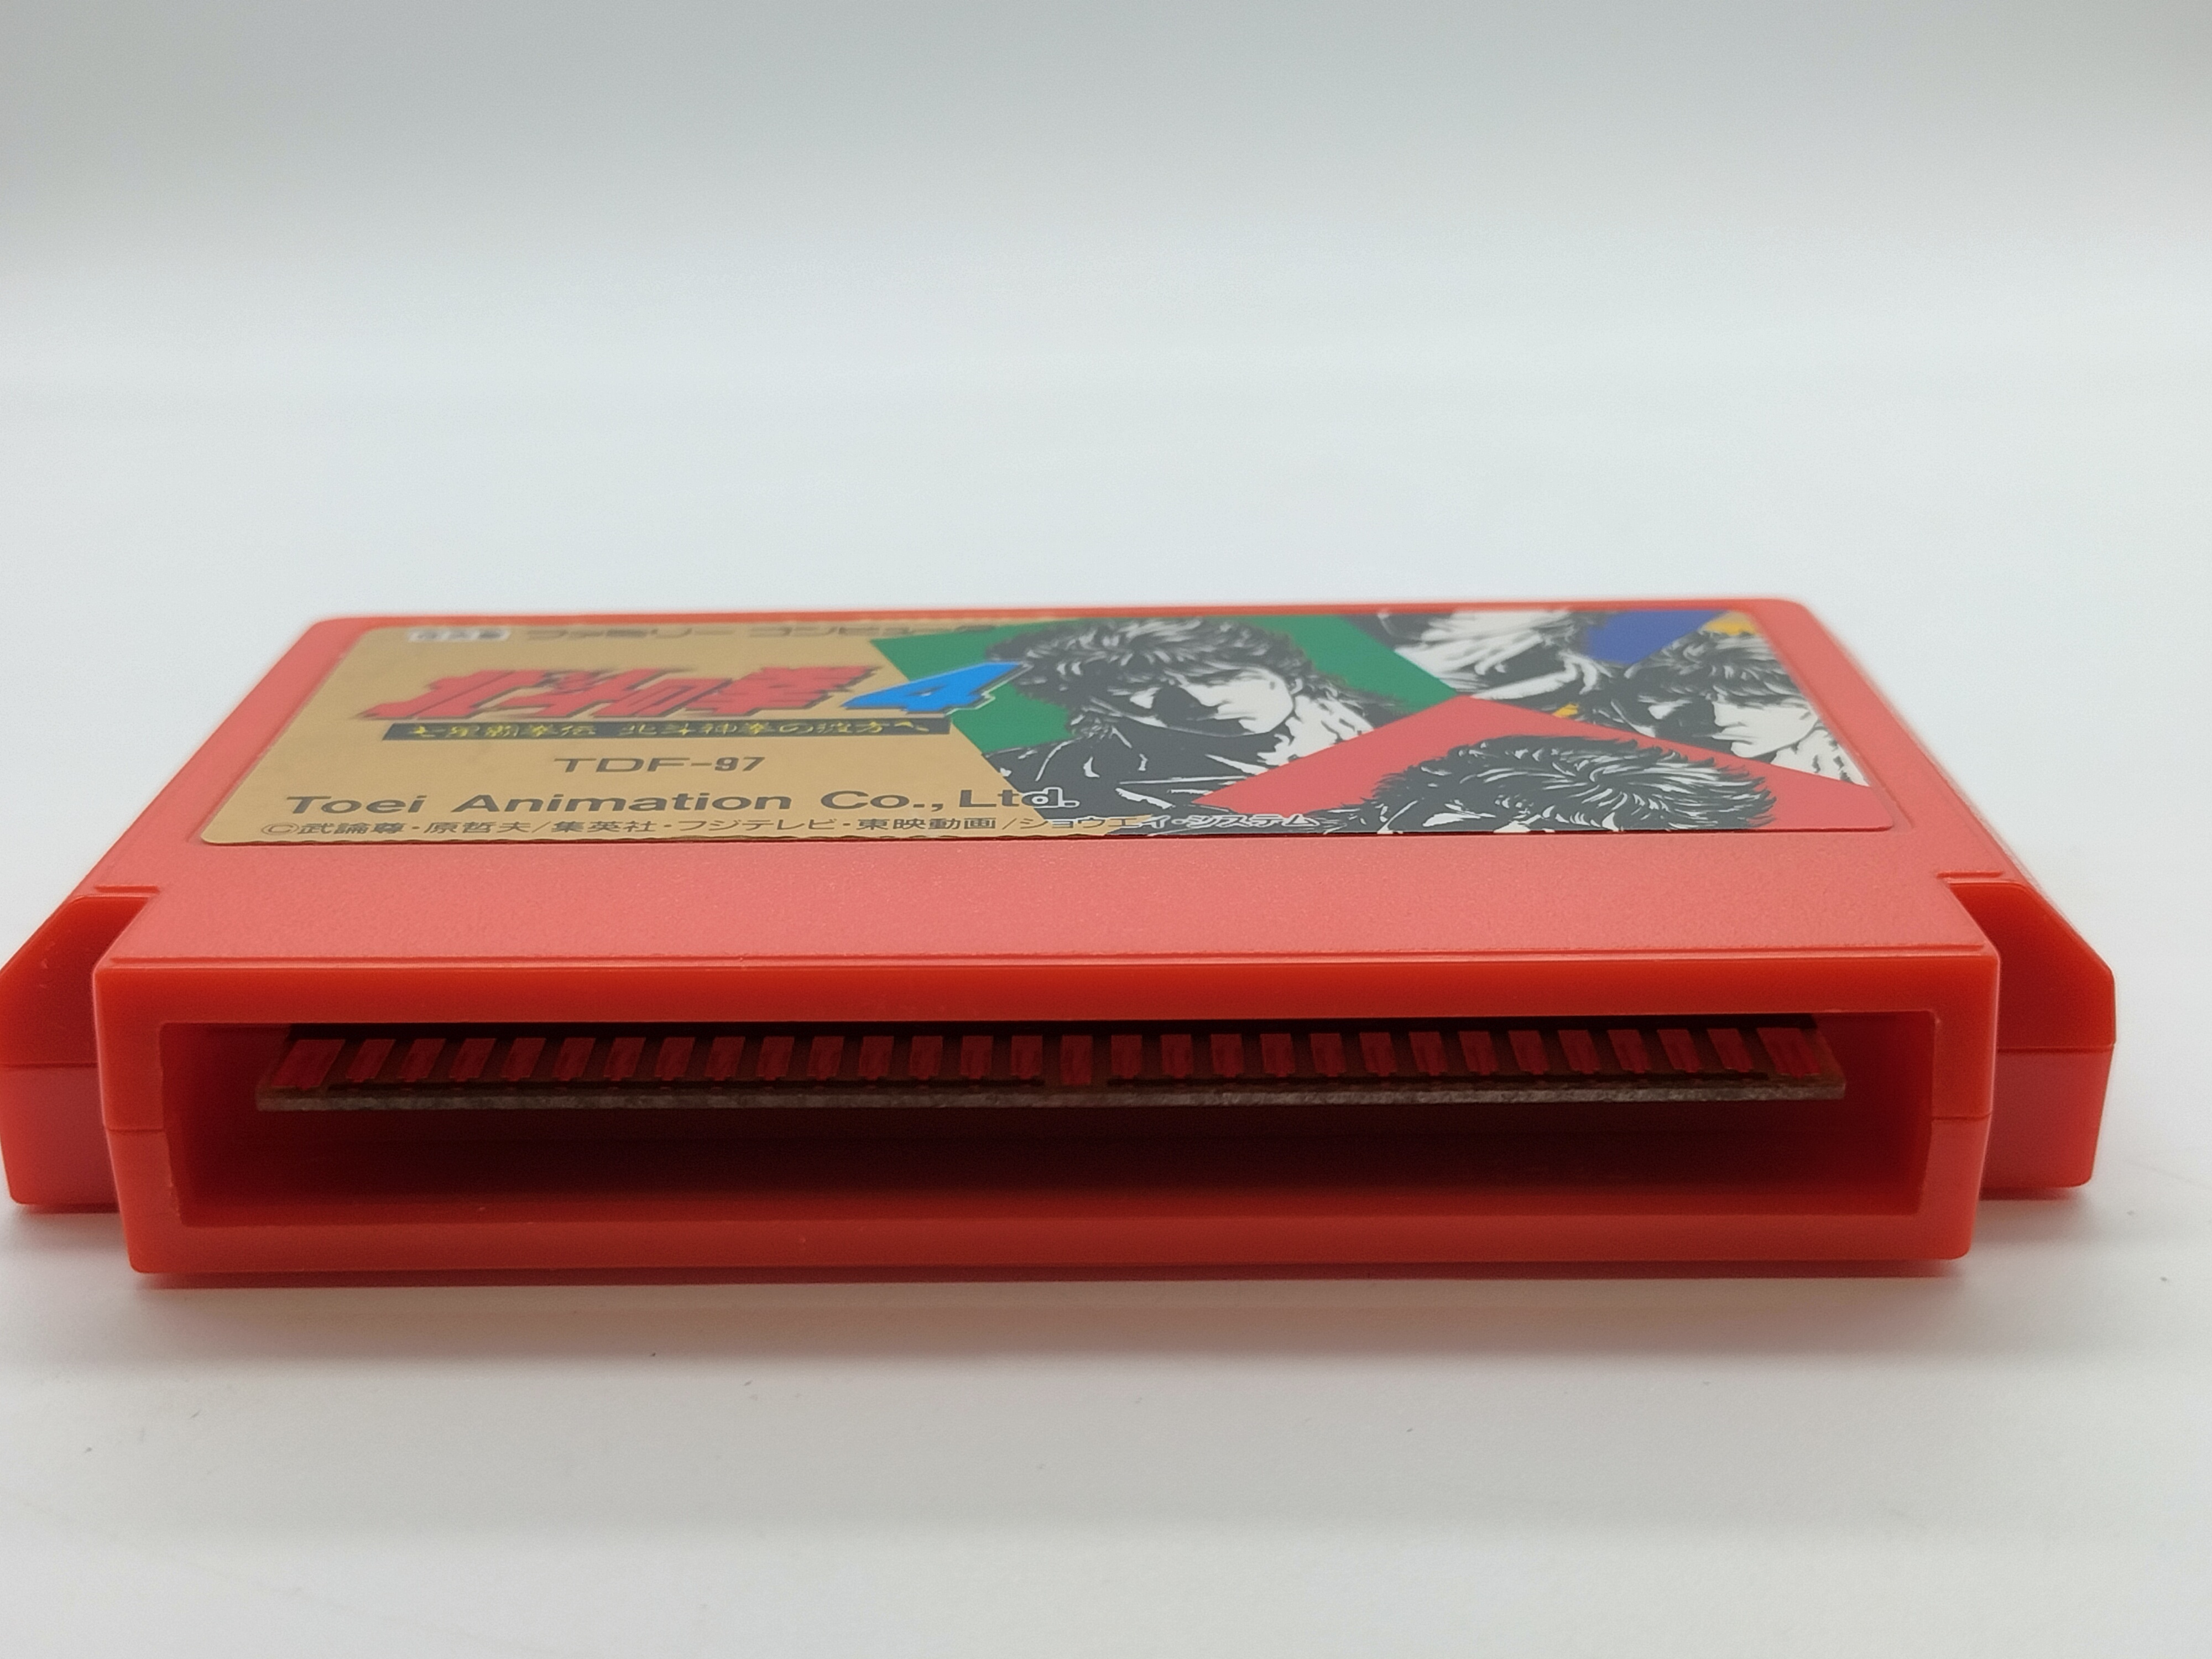 ファミリー コンピュータ
北斗の拳 4
七星覇拳伝 北斗神拳の彼方へ
TDF-97
Toei Animation Co., Ltd.
©武論尊・原哲夫/集英社・フジテレビ・東映動画/ショウエイ・システム